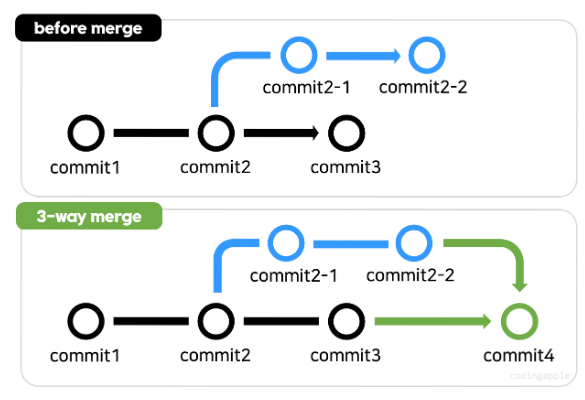 before merge
commit2-1
commit2-2
commit1
commit2
commit3
3-way merge
commit2-1
commit2-2
commit1
commit2
commit3
commit4
codingapple